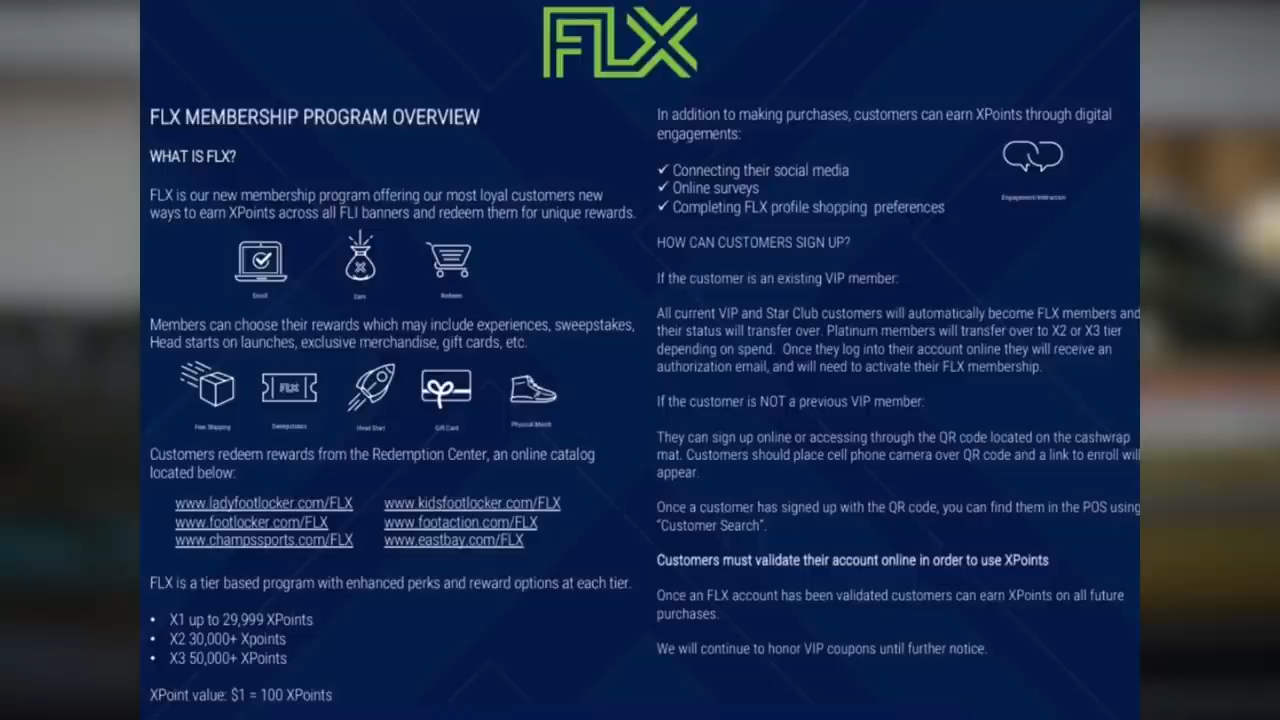 FLX
FLX MEMBERSHIP PROGRAM OVERVIEW
WHAT IS FLX?
FLX is our new membership program offering our most loyal customers new
ways to earn XPoints across all FLI banners and redeem them for unique rewards.
Enroll
Earn
Redeem
Members can choose their rewards which may include experiences, sweepstakes,
Head starts on launches, exclusive merchandise, gift cards, etc.
FLX
Free Shipping
Sweepstakes
Head Start
Gift Card
Physical Merch
Customers redeem rewards from the Redemption Center, an online catalog
located below:
www.ladyfootlocker.com/FLX www.kidsfootlocker.com/FLX
www.footlocker.com/FLX www.footaction.com/FLX
www.champssports.com/FLX www.eastbay.com/FLX
FLX is a tier based program with enhanced perks and reward options at each tier.
• X1 up to 29,999 XPoints
• X2 30,000+ Xpoints
• X3 50,000+ XPoints
XPoint value: $1 = 100 XPoints
In addition to making purchases, customers can earn XPoints through digital
engagements:
✓ Connecting their social media
✓ Online surveys
✓ Completing FLX profile shopping preferences
Engagement/Interaction
HOW CAN CUSTOMERS SIGN UP?
If the customer is an existing VIP member:
All current VIP and Star Club customers will automatically become FLX members and
their status will transfer over. Platinum members will transfer over to X2 or X3 tier
depending on spend. Once they log into their account online they will receive an
authorization email, and will need to activate their FLX membership.
If the customer is NOT a previous VIP member:
They can sign up online or accessing through the QR code located on the cashwrap
mat. Customers should place cell phone camera over QR code and a link to enroll will
appear.
Once a customer has signed up with the QR code, you can find them in the POS using
"Customer Search".
Customers must validate their account online in order to use XPoints
Once an FLX account has been validated customers can earn XPoints on all future
purchases.
We will continue to honor VIP coupons until further notice.